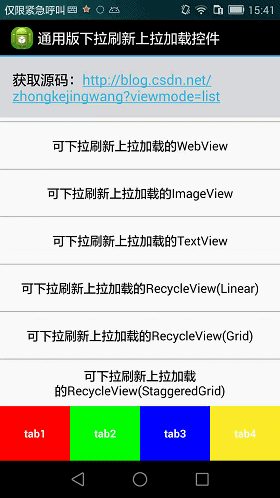 仅限紧急呼叫
15:41
通用版下拉刷新上拉加载控件
获取源码：http://blog.csdn.net/
zhongkejingwang?viewmode=list
可下拉刷新上拉加载的WebView
可下拉刷新上拉加载的ImageView
可下拉刷新上拉加载的TextView
可下拉刷新上拉加载的RecycleView(Linear)
可下拉刷新上拉加载的RecycleView(Grid)
可下拉刷新上拉加载
的RecycleView(StaggeredGrid)
tab1 tab2 tab3 tab4